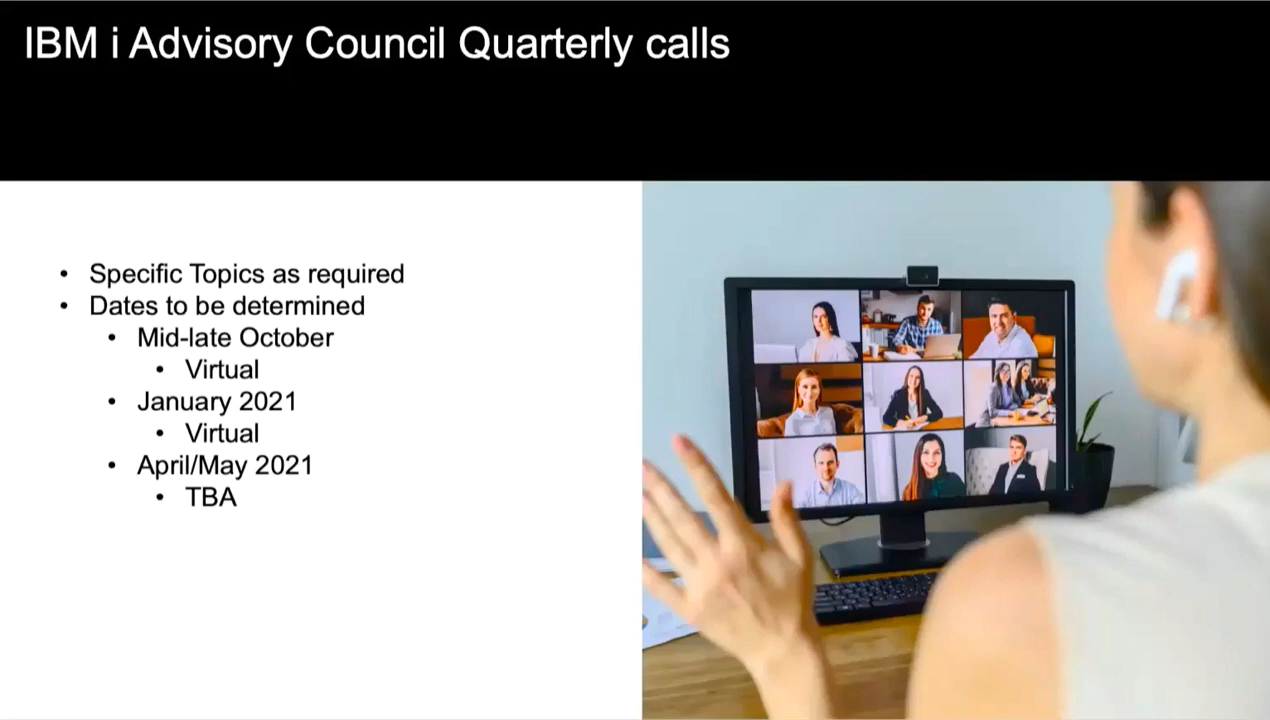 IBM i Advisory Council Quarterly calls
• Specific Topics as required
• Dates to be determined
• Mid-late October
• Virtual
• January 2021
• Virtual
• April/May 2021
• TBA